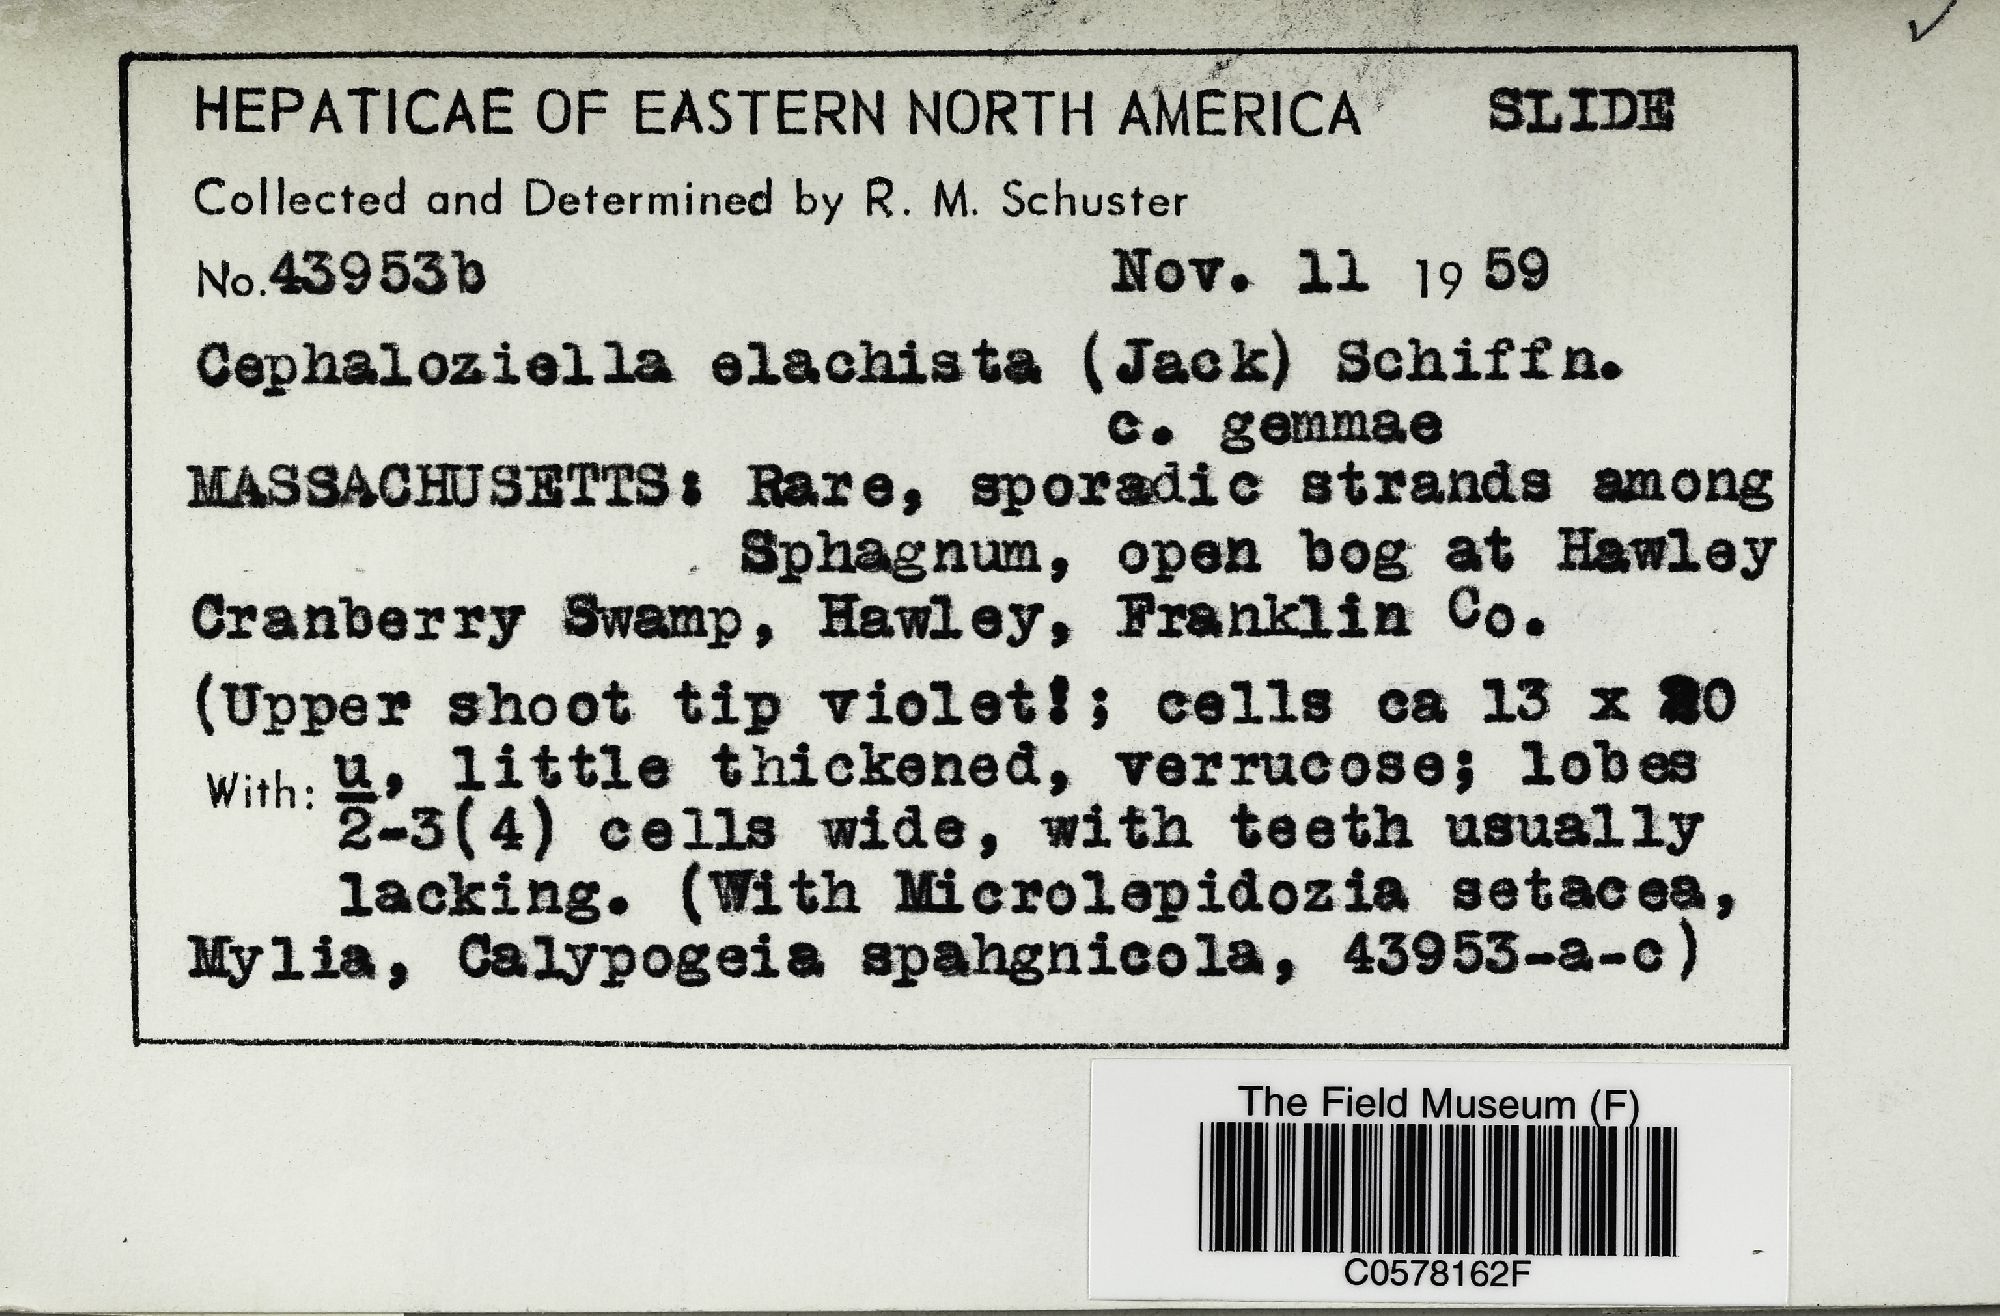 HEPATICAE OF EASTERN NORTH AMERICA SLIDE
Collected and Determined by R. M. Schuster
No. 43953b Nov. 11 1959
Cephaloziella elachista (Jack) Schiffn.
c. gemmae
MASSACHUSETTS: Rare, sporadic strands among
Sphagnum, open bog at Hawley
Cranberry Swamp, Hawley, Franklin Co.
(Upper shoot tip violet!; cells ca 13 x 20
With: u, little thickened, verrucose; lobes
2-3(4) cells wide, with teeth usually
lacking. (With Microlepidozia setacea,
Mylia, Calypogeia spahgnicola, 43953-a-c)
The Field Museum (F)
C0578162F